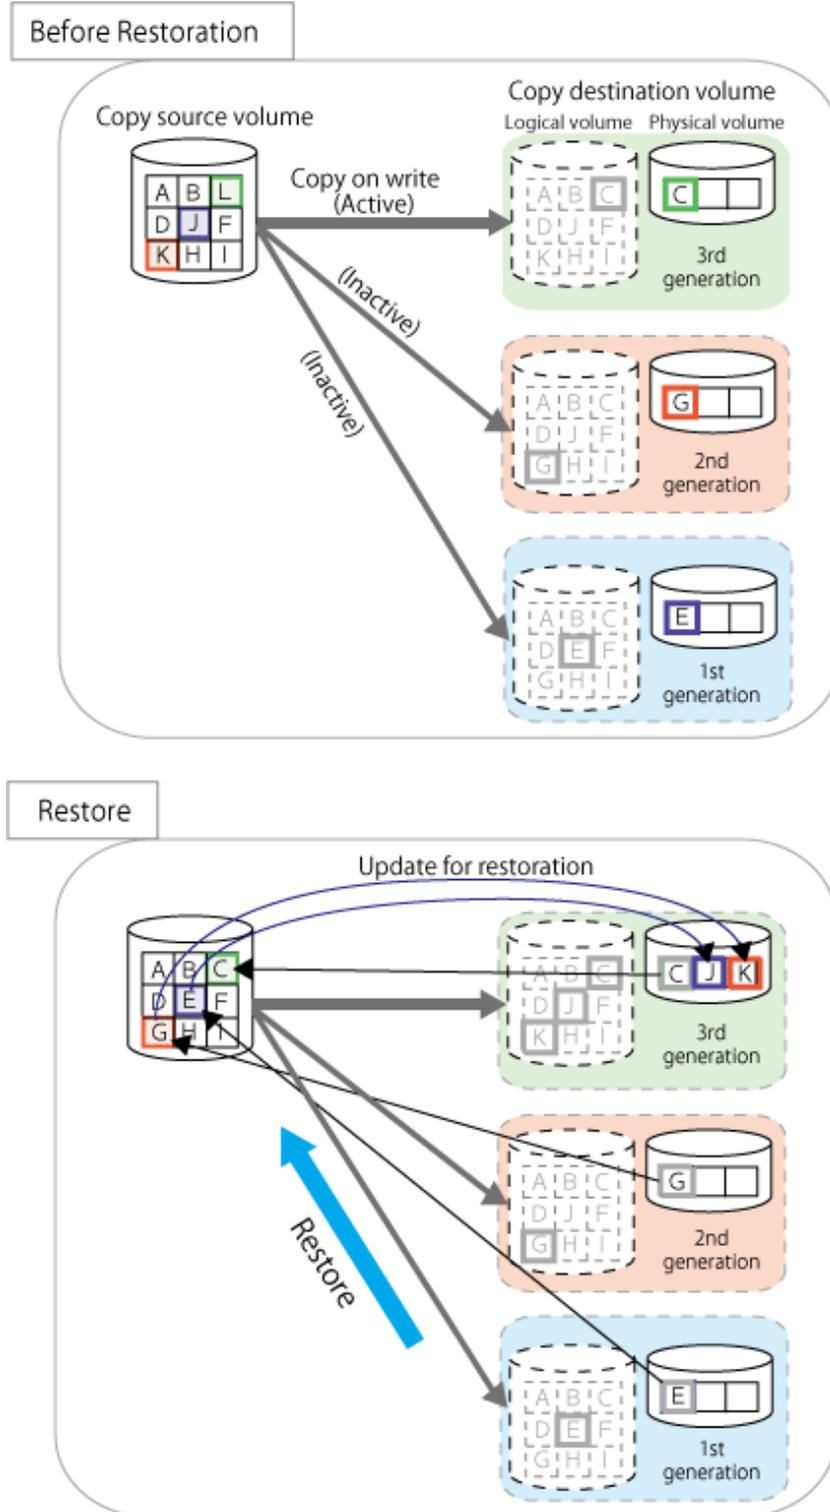 Before Restoration
Copy source volume
A B L
D J F
K H I
Copy on write
(Active)
(Inactive)
(Inactive)
Copy destination volume
Logical volume Physical volume
A B C
D J F
K H I
C
3rd
generation
A B C
D J F
G H I
G
2nd
generation
A B C
D E F
G H I
E
1st
generation
Restore
Update for restoration
A B C
D E F
G H I
A B C
D J F
K H I
C J K
3rd
generation
A B C
D J F
G H I
G
2nd
generation
Restore
A B C
D E F
G H I
E
1st
generation